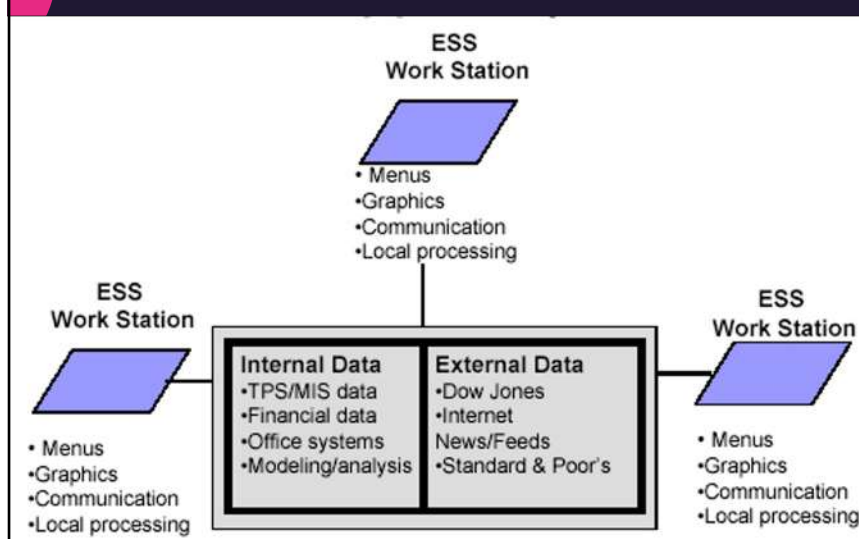 ESS
Work Station
• Menus
•Graphics
•Communication
•Local processing
ESS
Work Station
• Menus
•Graphics
•Communication
•Local processing
Internal Data
•TPS/MIS data
•Financial data
•Office systems
•Modeling/analysis
External Data
•Dow Jones
•Internet
News/Feeds
•Standard & Poor's
ESS
Work Station
• Menus
•Graphics
•Communication
•Local processing